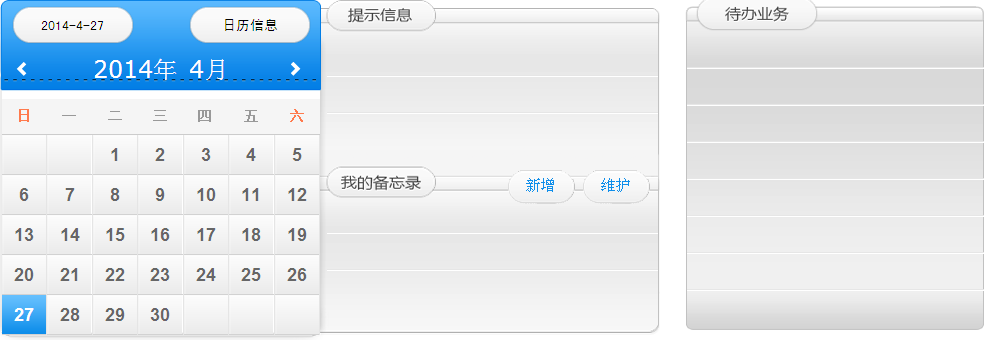 2014-4-27 日历信息
2014年 4月
日 一 二 三 四 五 六
1 2 3 4 5
6 7 8 9 10 11 12
13 14 15 16 17 18 19
20 21 22 23 24 25 26
27 28 29 30
提示信息
我的备忘录 新增 维护
待办业务